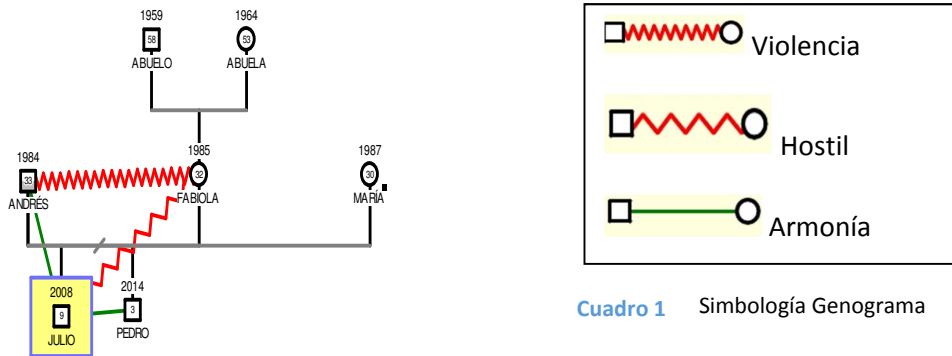 1959 1964
58 53
ABUELO ABUELA
1984 1985 1987
33 32 30
ANDRÉS FABIOLA MARÍA
2008 2014
9 3
JULIO PEDRO
Violencia
Hostil
Armonía
Cuadro 1 Simbología Genograma